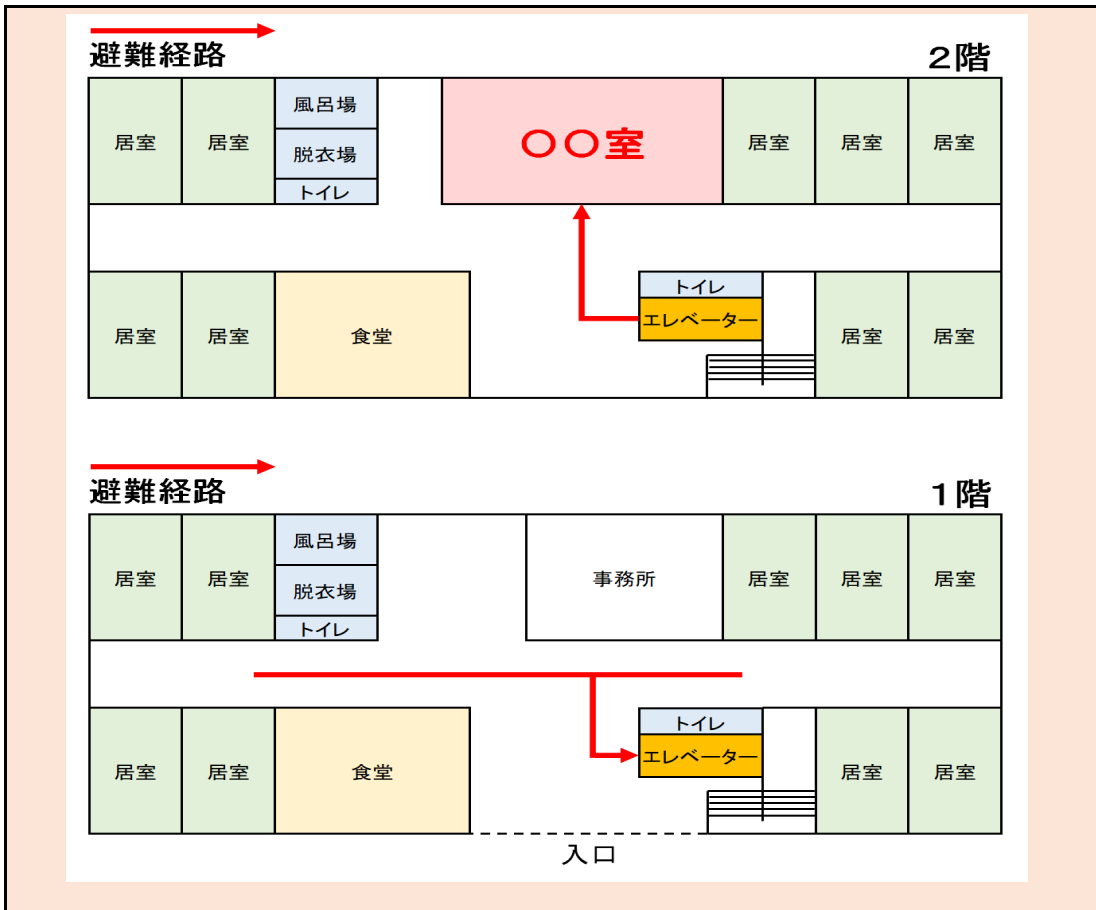 避難経路
2階
居室 居室 風呂場 〇〇室 居室 居室 居室
脱衣場
トイレ
居室 居室 食堂 トイレ 居室 居室
エレベーター
避難経路
1階
居室 居室 風呂場 事務所 居室 居室 居室
脱衣場
トイレ
居室 居室 食堂 トイレ 居室 居室
エレベーター
入口